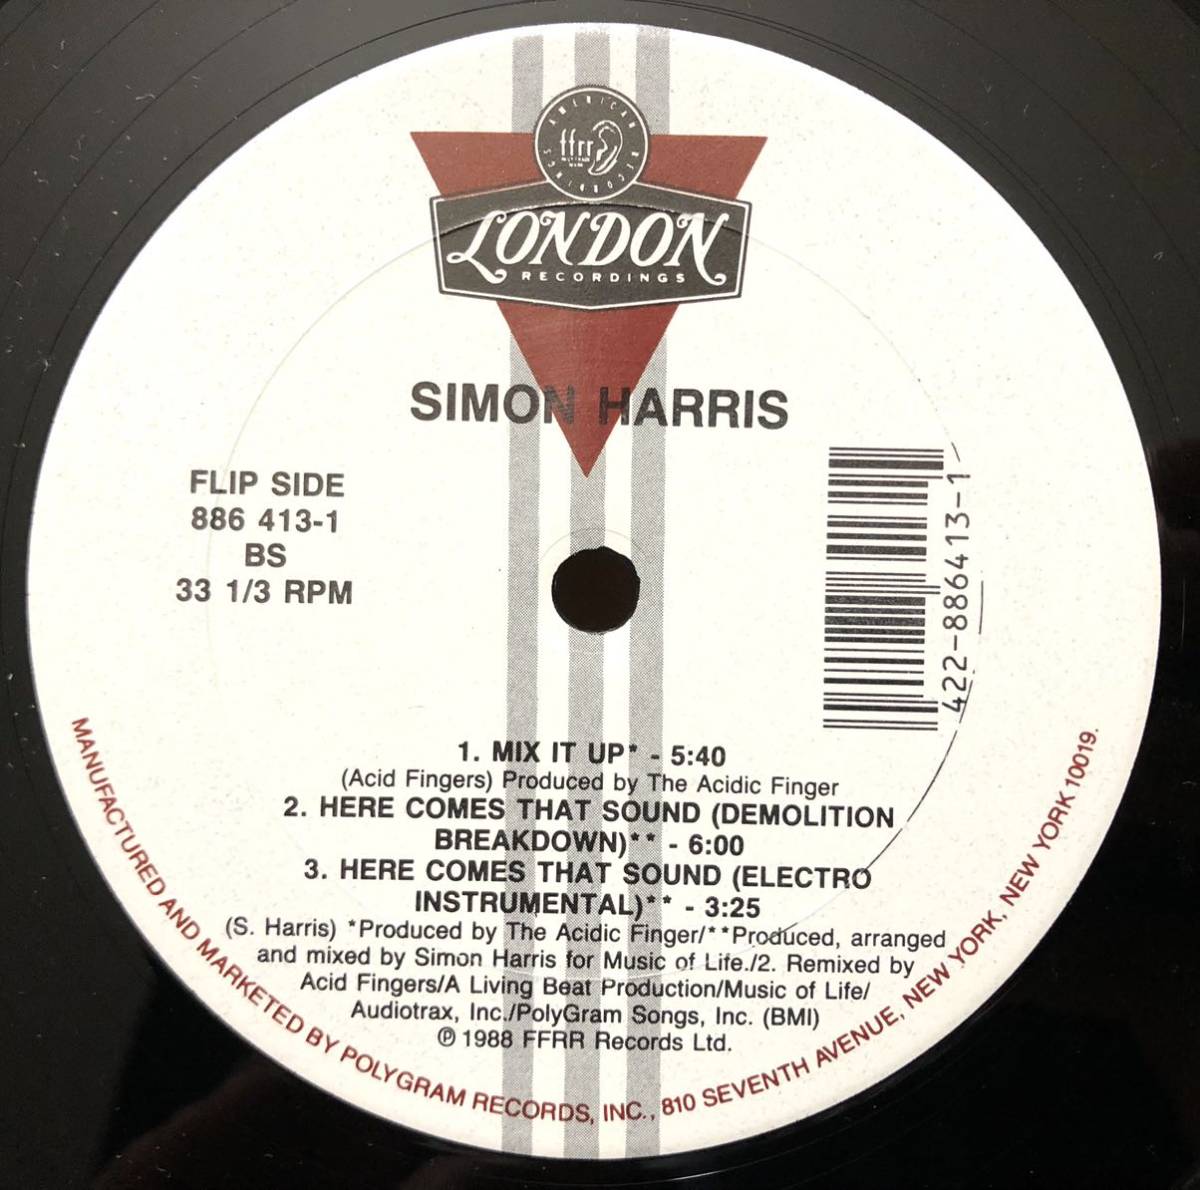 AMERICAN RECORDINGS
ffrr
LONDON
RECORDINGS
SIMON HARRIS
FLIP SIDE
886 413-1
BS
33 1/3 RPM
422-886413-1
1. MIX IT UP* - 5:40
(Acid Fingers) Produced by The Acidic Finger
2. HERE COMES THAT SOUND (DEMOLITION
BREAKDOWN)** - 6:00
3. HERE COMES THAT SOUND (ELECTRO
INSTRUMENTAL)** - 3:25
(S. Harris) *Produced by The Acidic Finger/**Produced, arranged
and mixed by Simon Harris for Music of Life./2. Remixed by
Acid Fingers/A Living Beat Production/Music of Life/
Audiotrax, Inc./PolyGram Songs, Inc. (BMI)
℗ 1988 FFRR Records Ltd.
MANUFACTURED AND MARKETED BY POLYGRAM RECORDS, INC., 810 SEVENTH AVENUE, NEW YORK, NEW YORK 10019.